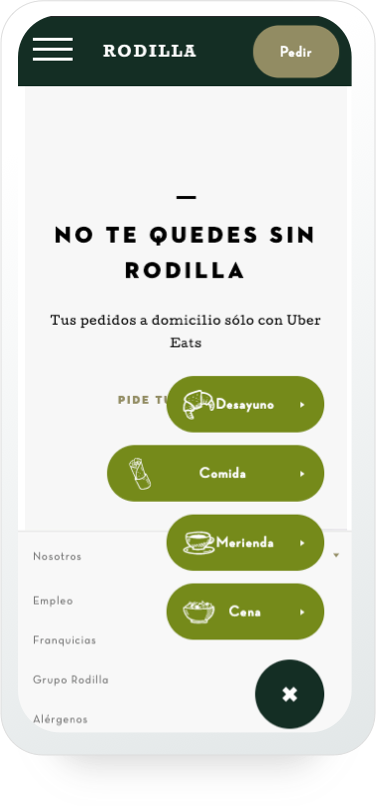 RODILLA
Pedir
NO TE QUEDES SIN
RODILLA
Tus pedidos a domicilio sólo con Uber
Eats
PIDE
Desayuno
Comida
Merienda
Nosotros
Empleo
Cena
Franquicias
Grupo Rodilla
Alérgenos